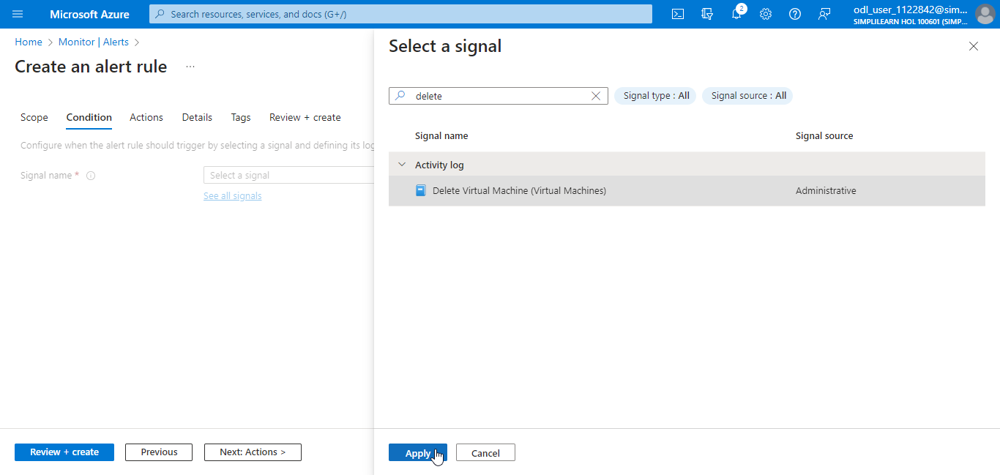 Microsoft Azure
Search resources, services, and docs (G+/)
2
odl_user_1122842@sim...
SIMPLILEARN HOL 100601 (SIMP...
Home > Monitor | Alerts >
Create an alert rule ...
Scope Condition Actions Details Tags Review + create
Configure when the alert rule should trigger by selecting a signal and defining its log
Signal name *
Select a signal
See all signals
Review + create Previous Next: Actions >
Select a signal
delete
Signal type : All Signal source : All
Signal name Signal source
Activity log
Delete Virtual Machine (Virtual Machines) Administrative
Apply Cancel